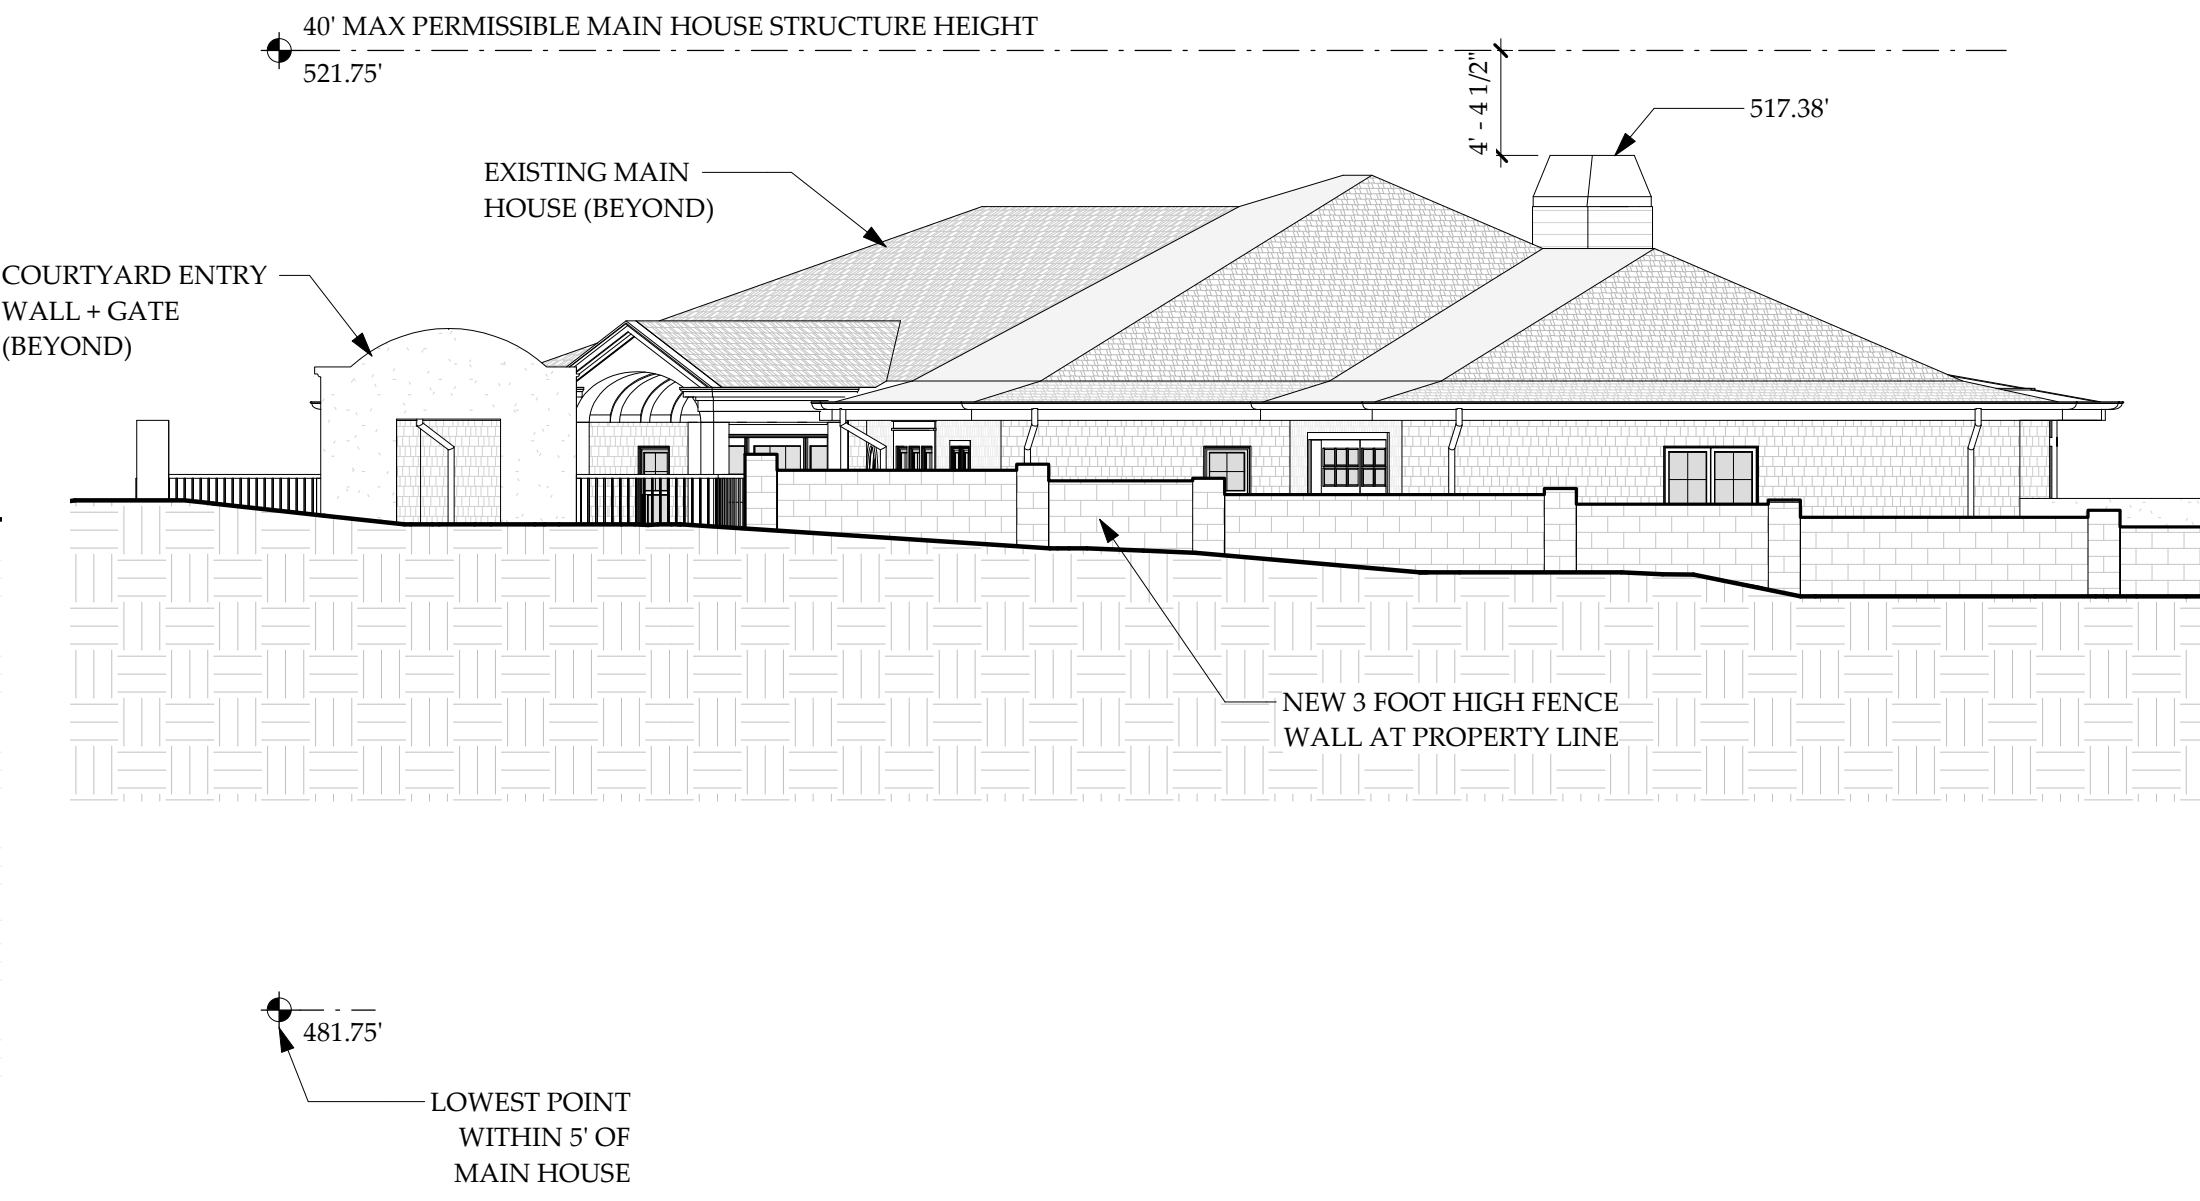 40' MAX PERMISSIBLE MAIN HOUSE STRUCTURE HEIGHT
521.75'
4' - 4 1/2"
517.38'
EXISTING MAIN
HOUSE (BEYOND)
COURTYARD ENTRY
WALL + GATE
(BEYOND)
NEW 3 FOOT HIGH FENCE
WALL AT PROPERTY LINE
481.75'
LOWEST POINT
WITHIN 5' OF
MAIN HOUSE